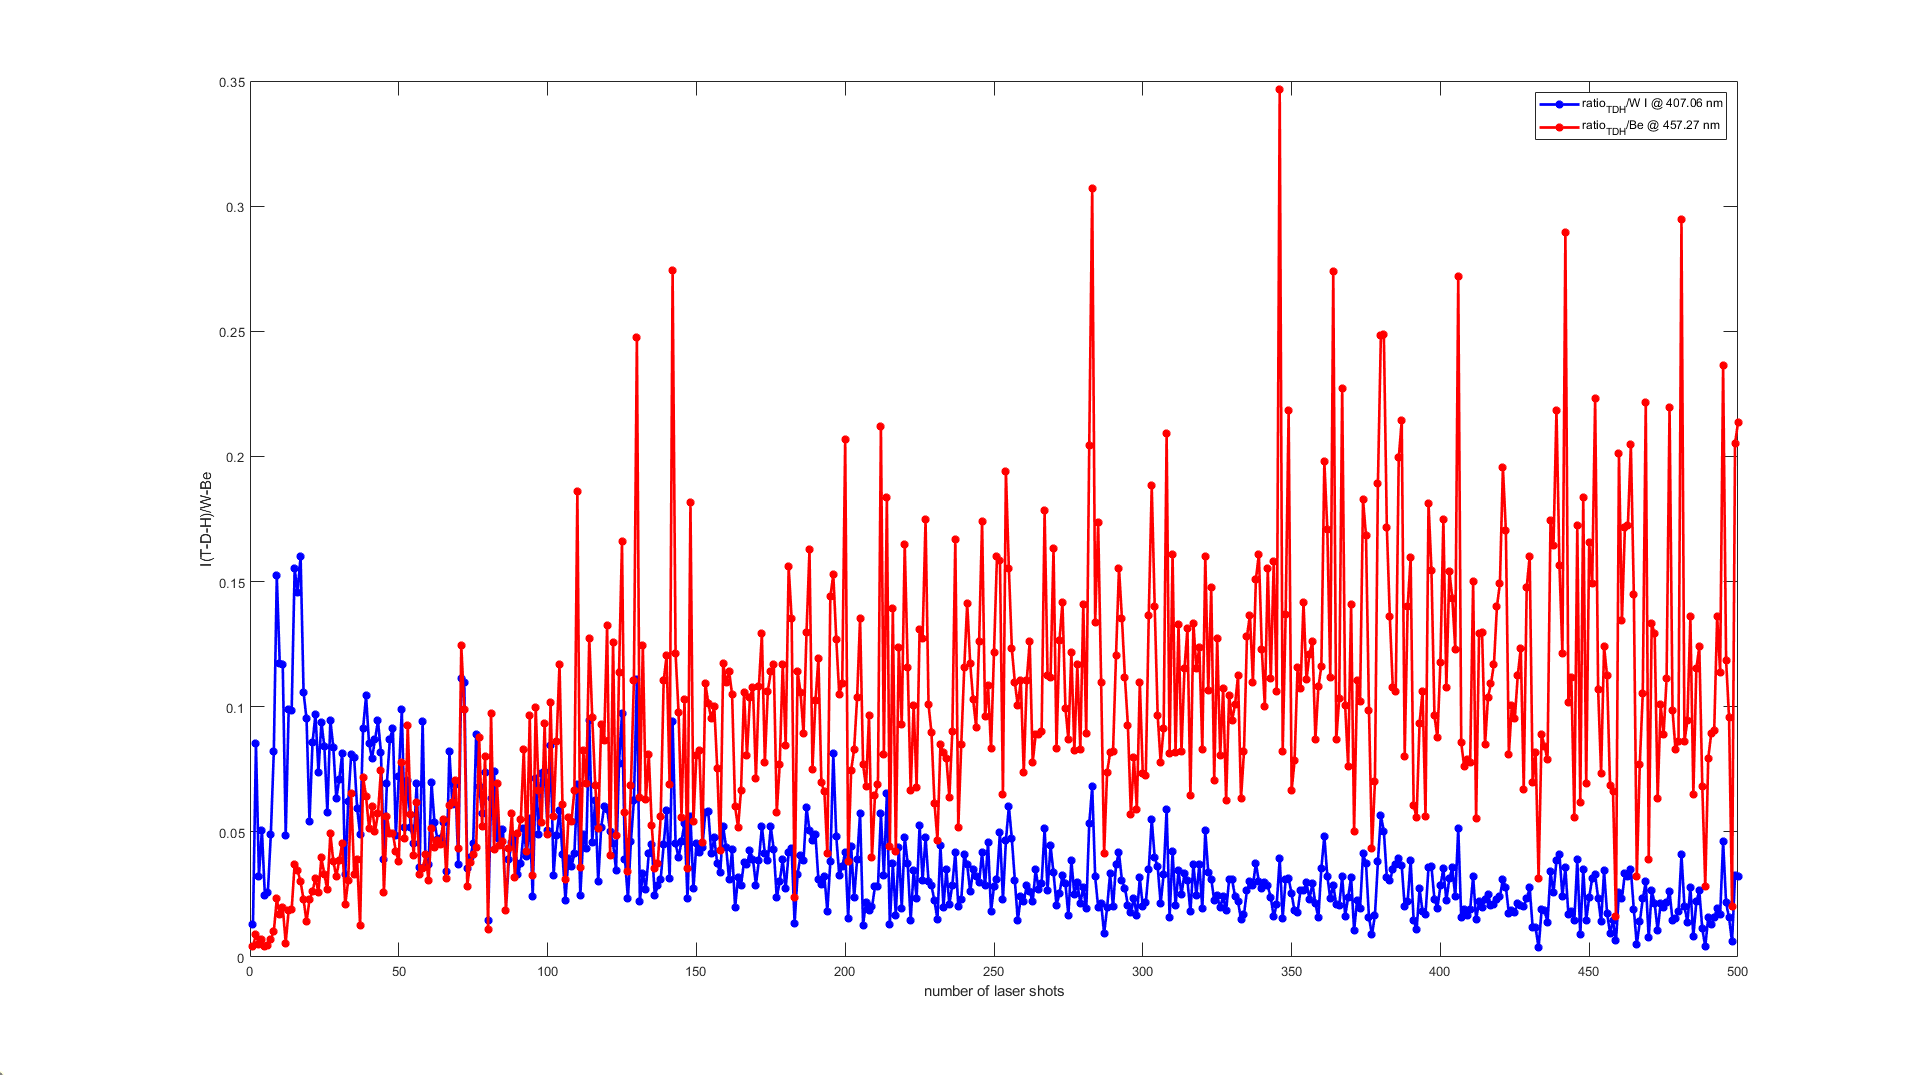 0.35
0.3
0.25
0.2
0.15
0.1
0.05
0
I(T-D-H)/W-Be
ratioTDH/W I @ 407.06 nm
ratioTDH/Be @ 457.27 nm
0 50 100 150 200 250 300 350 400 450 500
number of laser shots